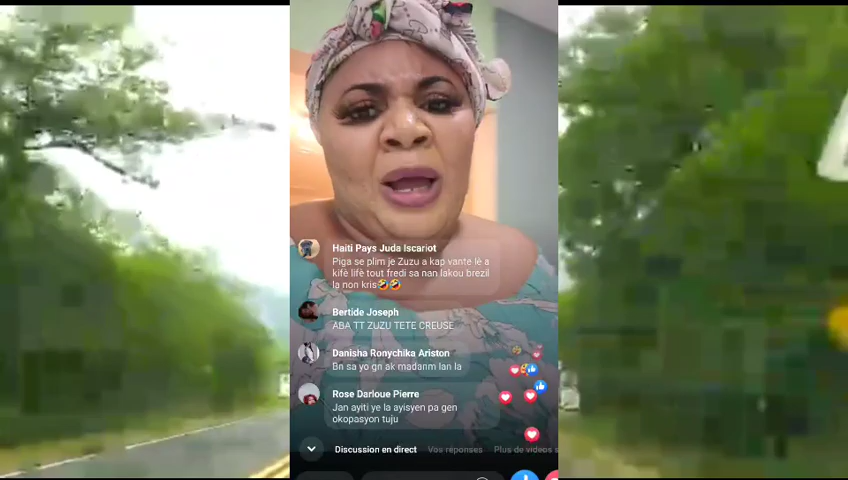 Haiti Pays Juda Iscariot
Piga se plim je Zuzu a kap vante lè a
kifè lifè tout fredi sa nan lakou brezil
la non kris🤣🤣
Bertide Joseph
ABA TT ZUZU TETE CREUSE
Danisha Ronychika Ariston
Bn sa yo gn ak madanm lan la
Rose Darloue Pierre
Jan ayiti ye la ayisyen pa gen
okopasyon tuju
Discussion en direct Vos réponses Plus de vidéos s